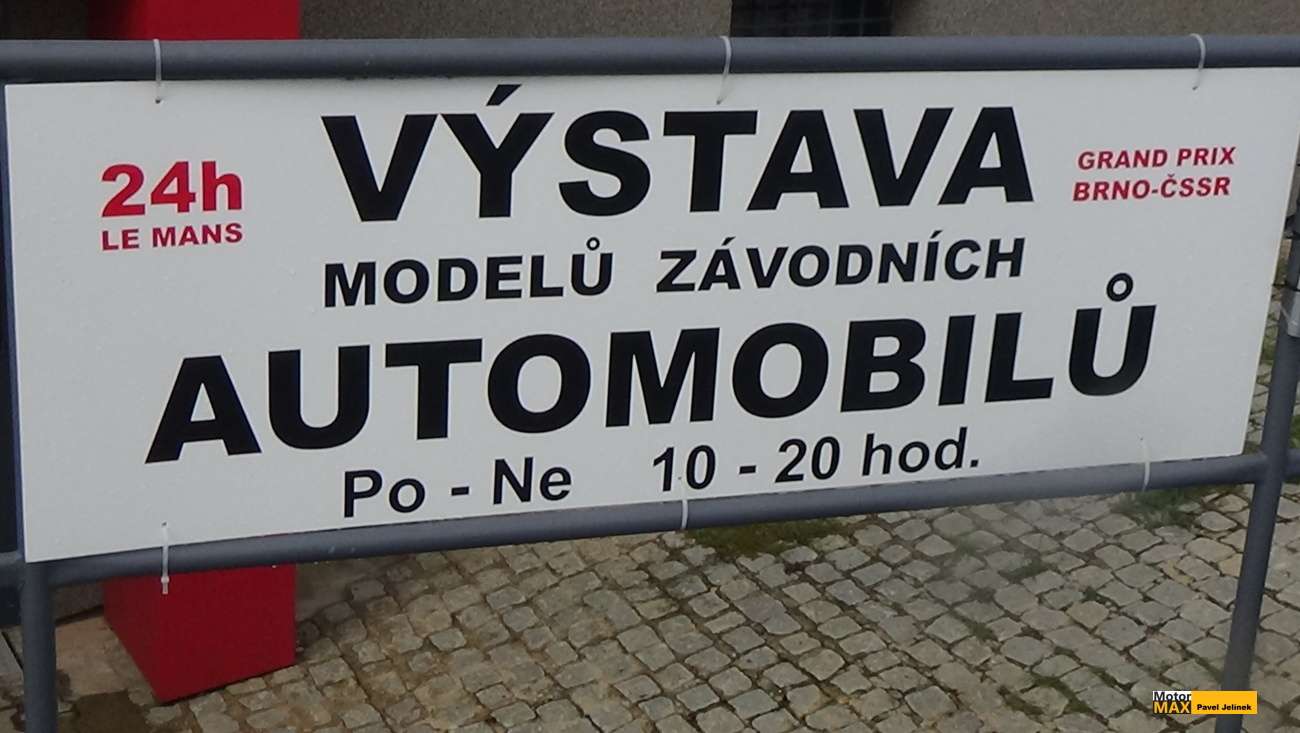 VÝSTAVA
24h
LE MANS
GRAND PRIX
BRNO-ČSSR
MODELŮ ZÁVODNÍCH
AUTOMOBILŮ
Po - Ne 10 - 20 hod.
Motor
MAX
Pavel Jelínek